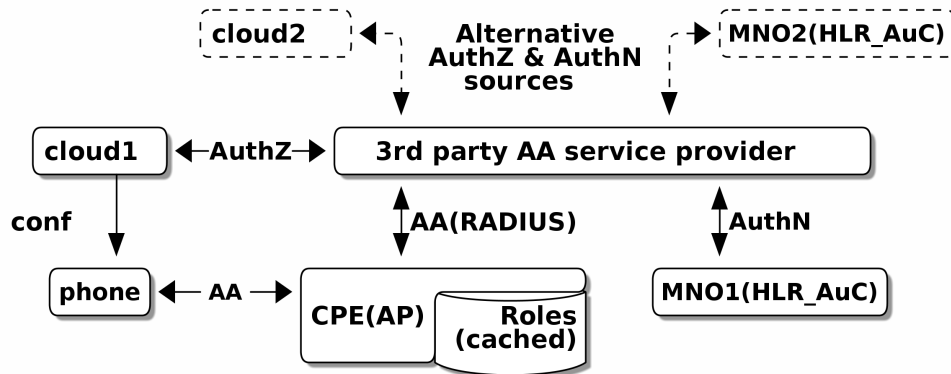 cloud2
Alternative
AuthZ & AuthN
sources
MNO2(HLR_AuC)
cloud1
AuthZ
3rd party AA service provider
conf
AA(RADIUS)
AuthN
phone
AA
CPE(AP)
Roles
(cached)
MNO1(HLR_AuC)